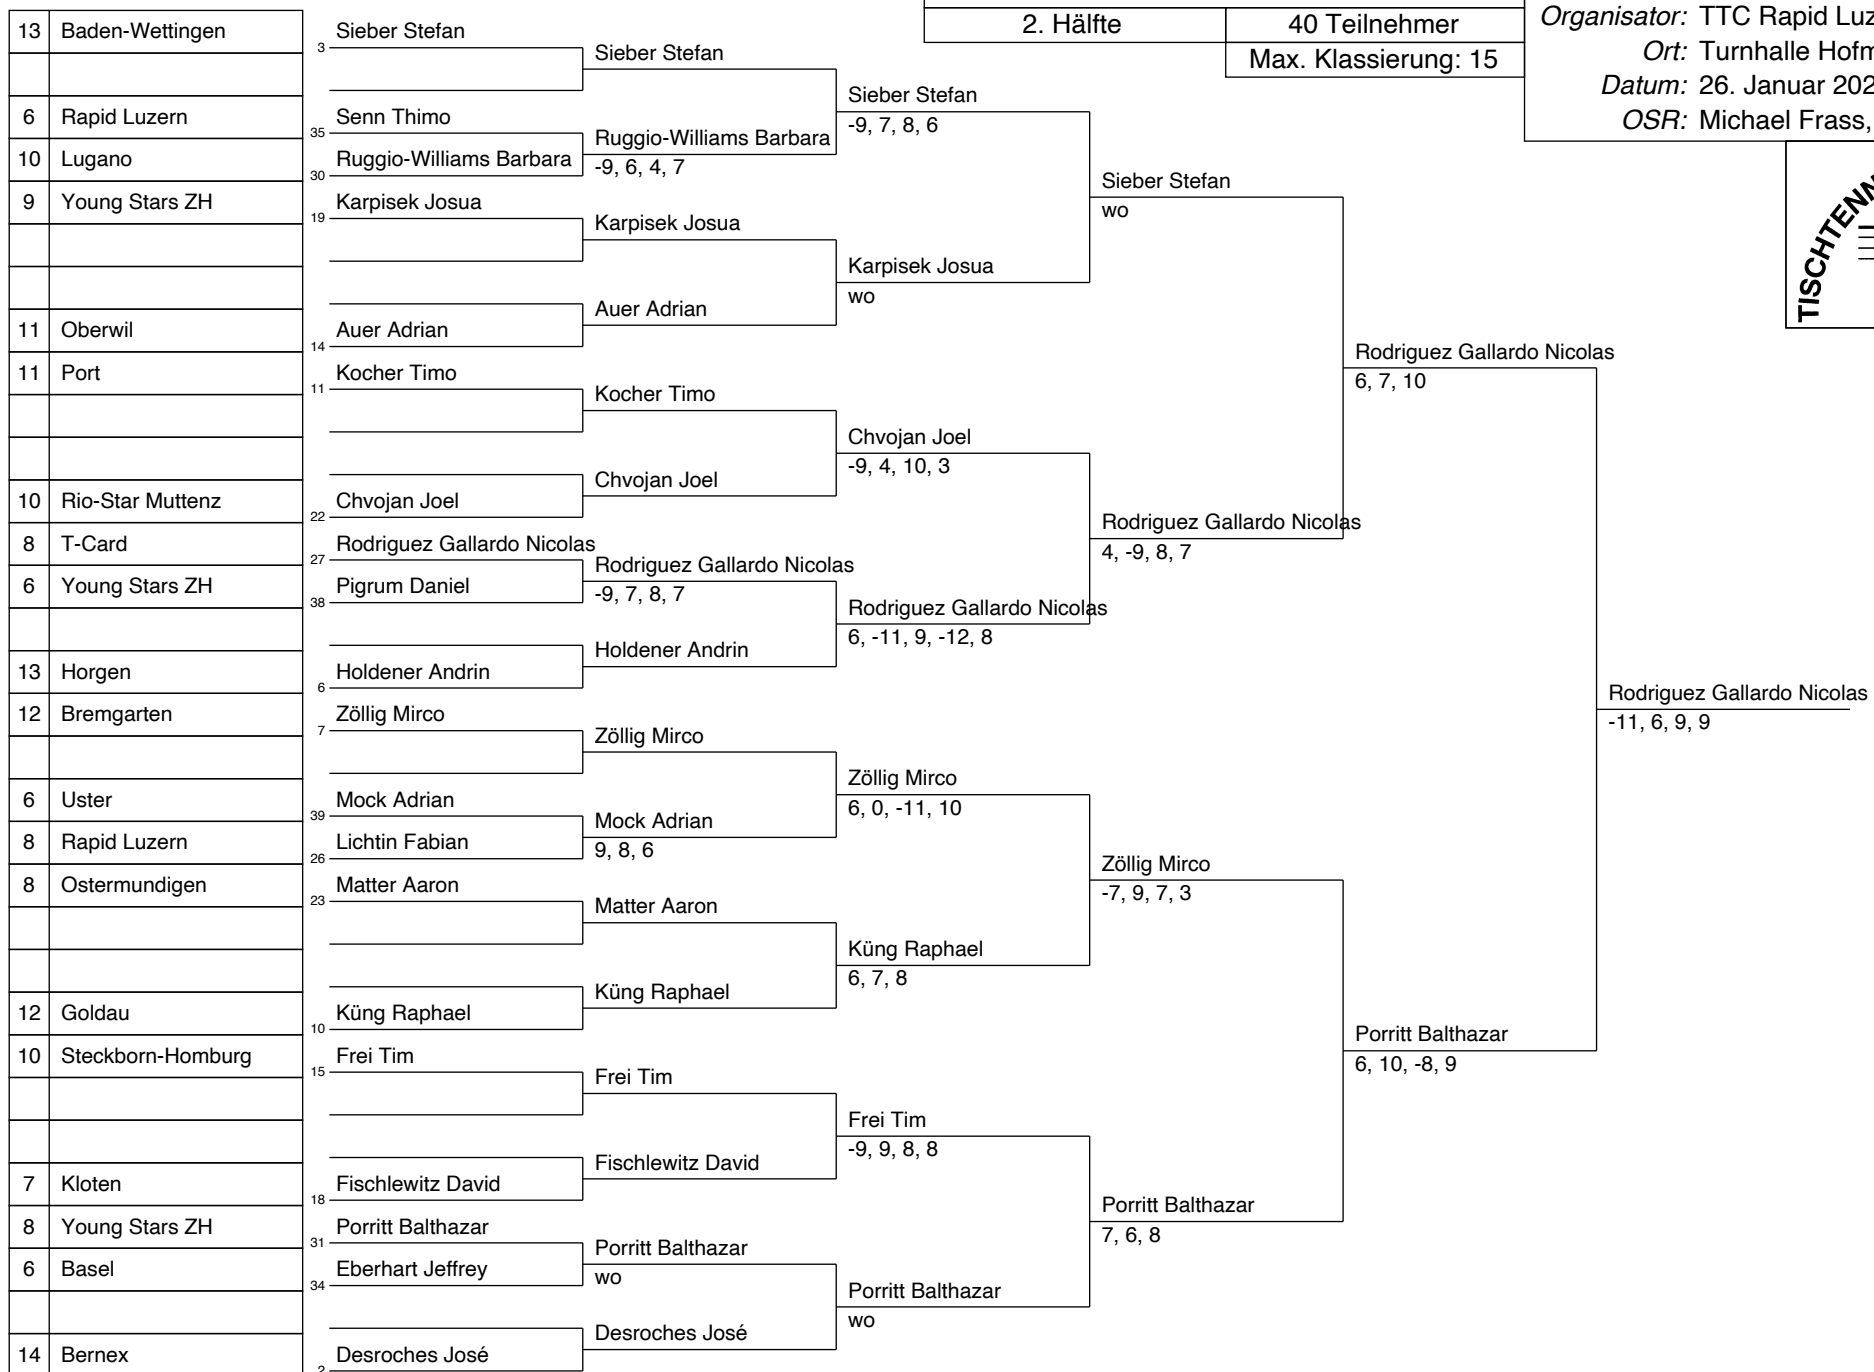 2. Hälfte 40 Teilnehmer
Max. Klassierung: 15
Organisator: TTC Rapid
Ort: Turnhalle
Datum: 26. Januar
OSR: Michael Frass,
13 Baden-Wettingen 3 Sieber Stefan
Sieber Stefan
Sieber Stefan
-9, 7, 8, 6
6 Rapid Luzern 35 Senn Thimo
Ruggio-Williams Barbara
-9, 6, 4, 7
10 Lugano 30 Ruggio-Williams Barbara
Sieber Stefan
wo
9 Young Stars ZH 19 Karpisek Josua
Karpisek Josua
Karpisek Josua
wo
Auer Adrian
11 Oberwil 14 Auer Adrian
Rodriguez Gallardo Nicolas
6, 7, 10
11 Port 11 Kocher Timo
Kocher Timo
Chvojan Joel
-9, 4, 10, 3
Chvojan Joel
10 Rio-Star Muttenz 22 Chvojan Joel
Rodriguez Gallardo Nicolas
4, -9, 8, 7
8 T-Card 27 Rodriguez Gallardo Nicolas
Rodriguez Gallardo Nicolas
-9, 7, 8, 7
6 Young Stars ZH 38 Pigrum Daniel
Rodriguez Gallardo Nicolas
6, -11, 9, -12, 8
Holdener Andrin
13 Horgen 6 Holdener Andrin
Rodriguez Gallardo Nicolas
-11, 6, 9, 9
12 Bremgarten 7 Zöllig Mirco
Zöllig Mirco
Zöllig Mirco
6, 0, -11, 10
6 Uster 39 Mock Adrian
Mock Adrian
9, 8, 6
8 Rapid Luzern 26 Lichtin Fabian
Zöllig Mirco
-7, 9, 7, 3
8 Ostermundigen 23 Matter Aaron
Matter Aaron
Küng Raphael
6, 7, 8
Küng Raphael
12 Goldau 10 Küng Raphael
Porritt Balthazar
6, 10, -8, 9
10 Steckborn-Homburg 15 Frei Tim
Frei Tim
Frei Tim
-9, 9, 8, 8
Fischlewitz David
7 Kloten 18 Fischlewitz David
Porritt Balthazar
7, 6, 8
8 Young Stars ZH 31 Porritt Balthazar
Porritt Balthazar
wo
6 Basel 34 Eberhart Jeffrey
Porritt Balthazar
wo
Desroches José
14 Bernex 2 Desroches José